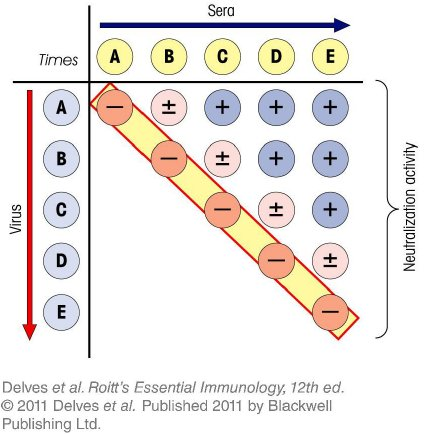 Sera
Times A B C D E
A − ± + + +
B − ± + +
C − ± +
D − ±
E −
Virus
Neutralization activity
Delves et al. Roitt's Essential Immunology, 12th ed.
© 2011 Delves et al. Published 2011 by Blackwell
Publishing Ltd.